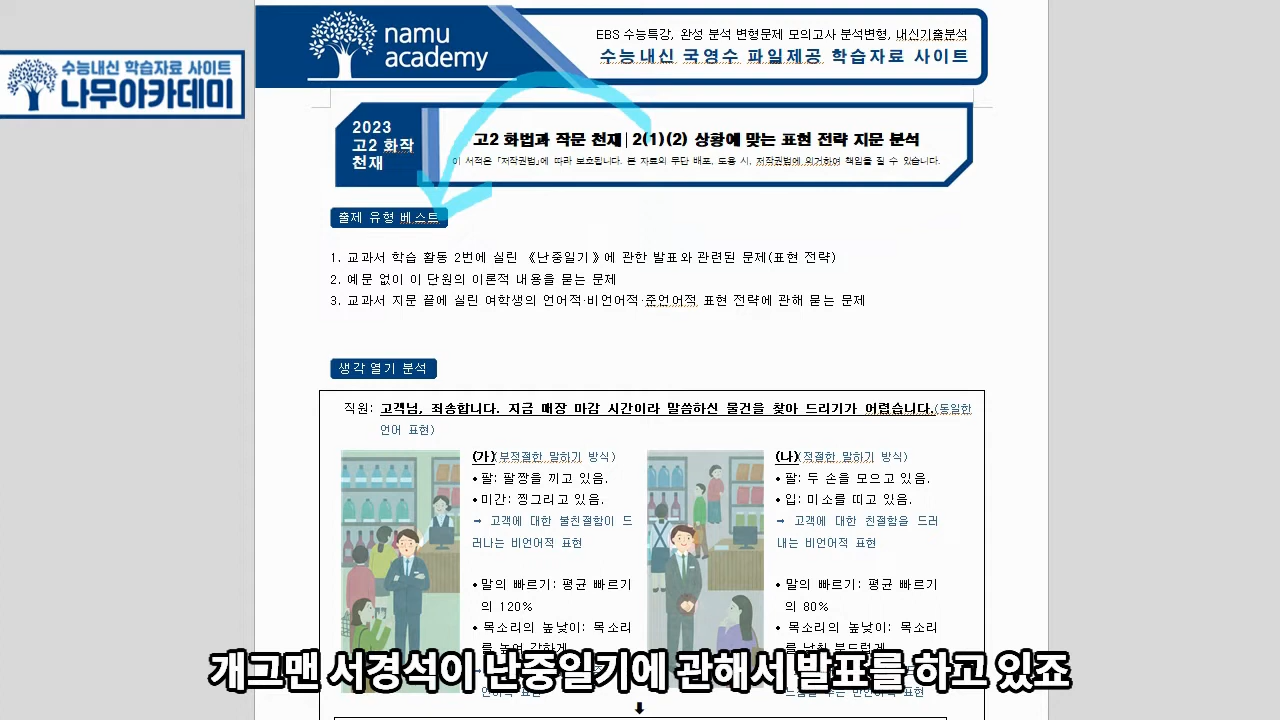 namu
academy
EBS 수능특강, 완성 분석 변형문제 모의고사 분석변형, 내신기출분석
수능내신 국영수 파일제공 학습자료 사이트
수능내신 학습자료 사이트
나무아카데미
2023
고2 화작
천재
고2 화법과 작문 천재| 2(1)(2) 상황에 맞는 표현 전략 지문 분석
이 서적은 「저작권법」에 따라 보호됩니다. 본 자료의 무단 배포, 도용 시, 저작권법에 의거하여 책임을 질 수 있습니다.
출제 유형 베스트
1. 교과서 학습 활동 2번에 실린 《난중일기》에 관한 발표와 관련된 문제(표현 전략)
2. 예문 없이 이 단원의 이론적 내용을 묻는 문제
3. 교과서 지문 끝에 실린 여학생의 언어적·비언어적·준언어적 표현 전략에 관해 묻는 문제
생각 열기 분석
직원: 고객님, 죄송합니다. 지금 매장 마감 시간이라 말씀하신 물건을 찾아 드리기가 어렵습니다.(동일한
언어 표현)
(가)(부적절한 말하기 방식)
•팔: 팔짱을 끼고 있음.
•미간: 찡그리고 있음.
→ 고객에 대한 불친절함이 드
러나는 비언어적 표현
•말의 빠르기: 평균 빠르기
의 120%
•목소리의 높낮이: 목소리
(나)(적절한 말하기 방식)
•팔: 두 손을 모으고 있음.
•입: 미소를 띠고 있음.
→ 고객에 대한 친절함을 드러
내는 비언어적 표현
•말의 빠르기: 평균 빠르기
의 80%
•목소리의 높낮이: 목소리
개그맨 서경석이 난중일기에 관해서 발표를 하고 있죠